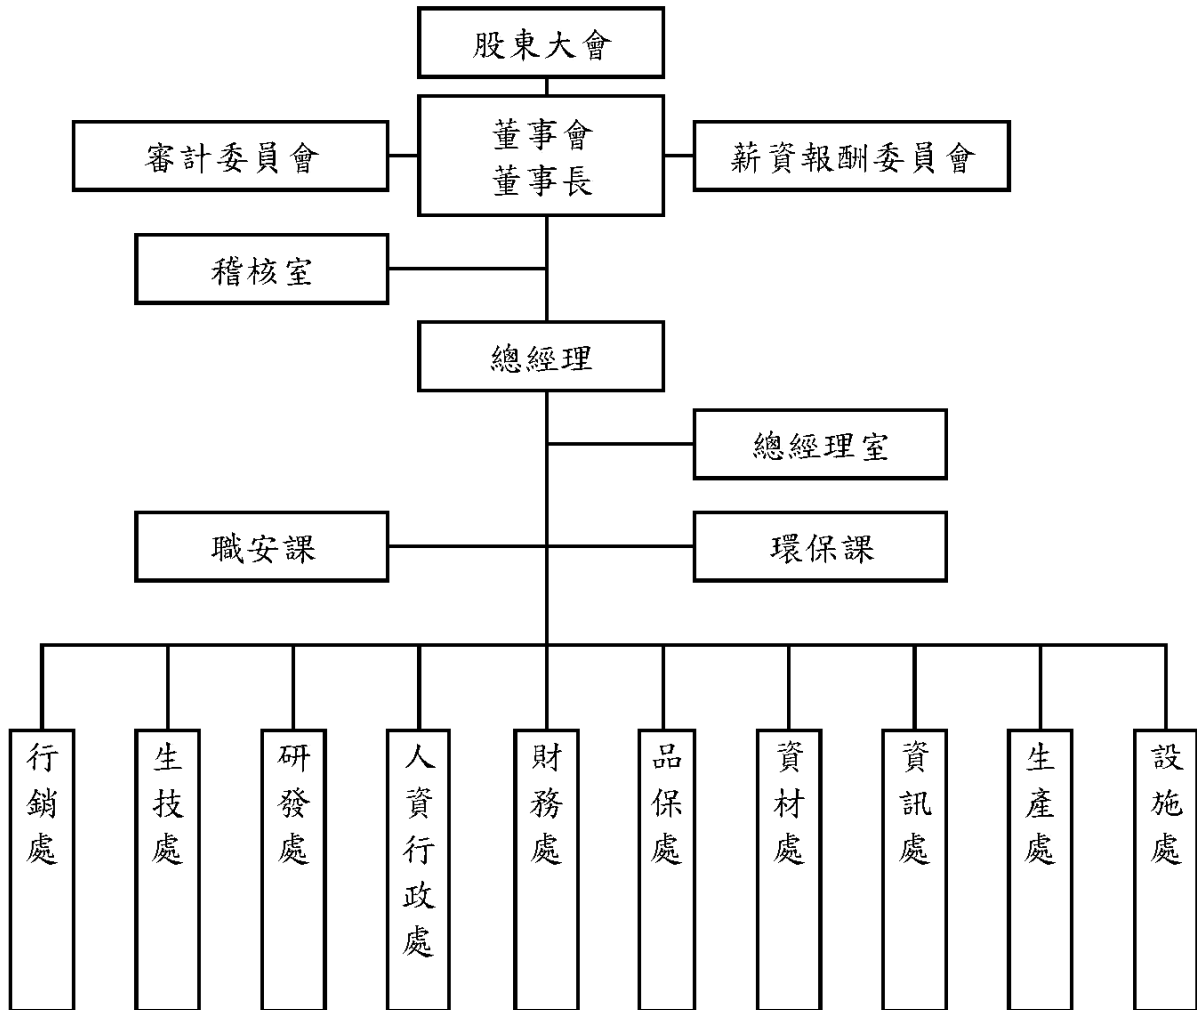 股東大會
董事會
董事長
審計委員會
薪資報酬委員會
稽核室
總經理
總經理室
職安課
環保課
行銷處
生技處
研發處
人資行政處
財務處
品保處
資材處
資訊處
生產處
設施處